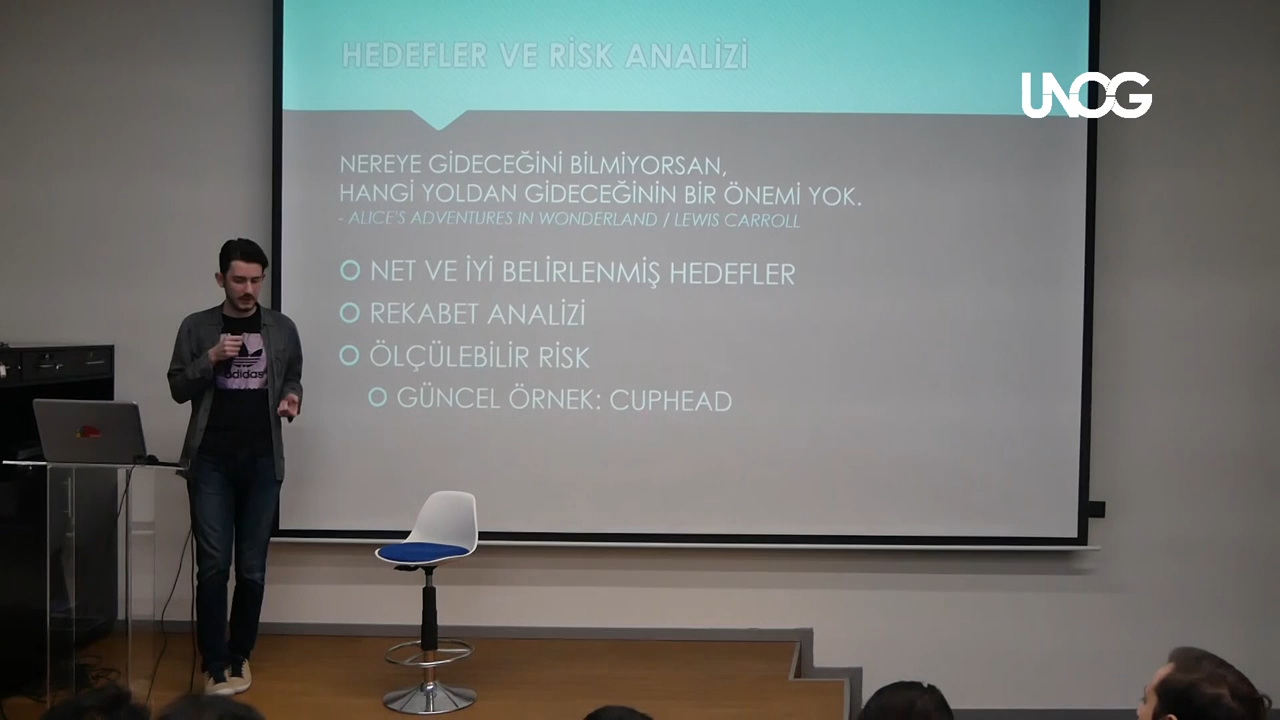 HEDEFLER VE RİSK ANALİZİ
UNOG
NEREYE GİDECEĞİNİ BİLMİYORSAN,
HANGİ YOLDAN GİDECEĞİNİN BİR ÖNEMİ YOK.
- ALICE'S ADVENTURES IN WONDERLAND / LEWIS CARROLL
NET VE İYİ BELİRLENMİŞ HEDEFLER
REKABET ANALİZİ
ÖLÇÜLEBİLİR RİSK
GÜNCEL ÖRNEK: CUPHEAD
adidas